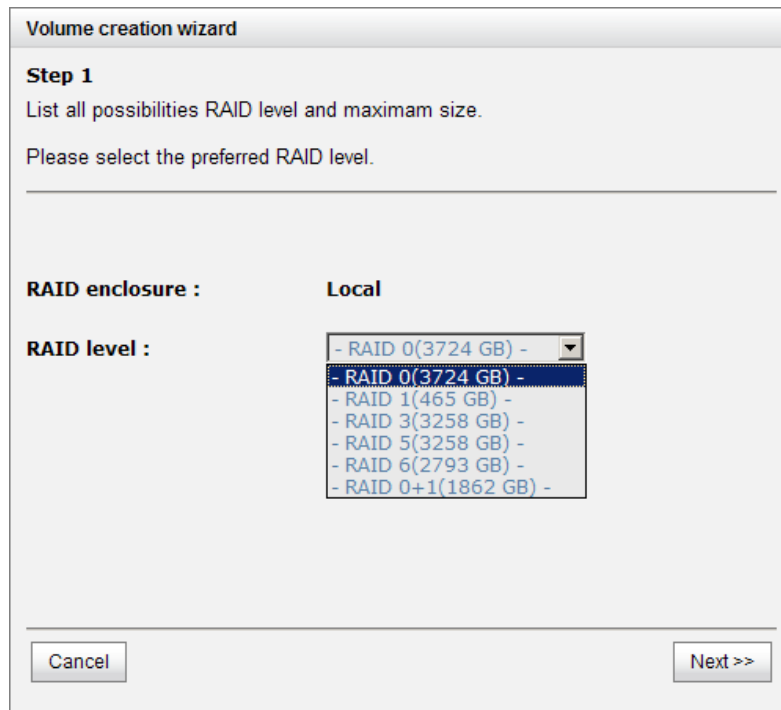 Volume creation wizard
Step 1
List all possibilities RAID level and maximam size.
Please select the preferred RAID level.
RAID enclosure : Local
RAID level : - RAID 0(3724 GB) -
- RAID 0(3724 GB) -
- RAID 1(465 GB) -
- RAID 3(3258 GB) -
- RAID 5(3258 GB) -
- RAID 6(2793 GB) -
- RAID 0+1(1862 GB) -
Cancel Next >>